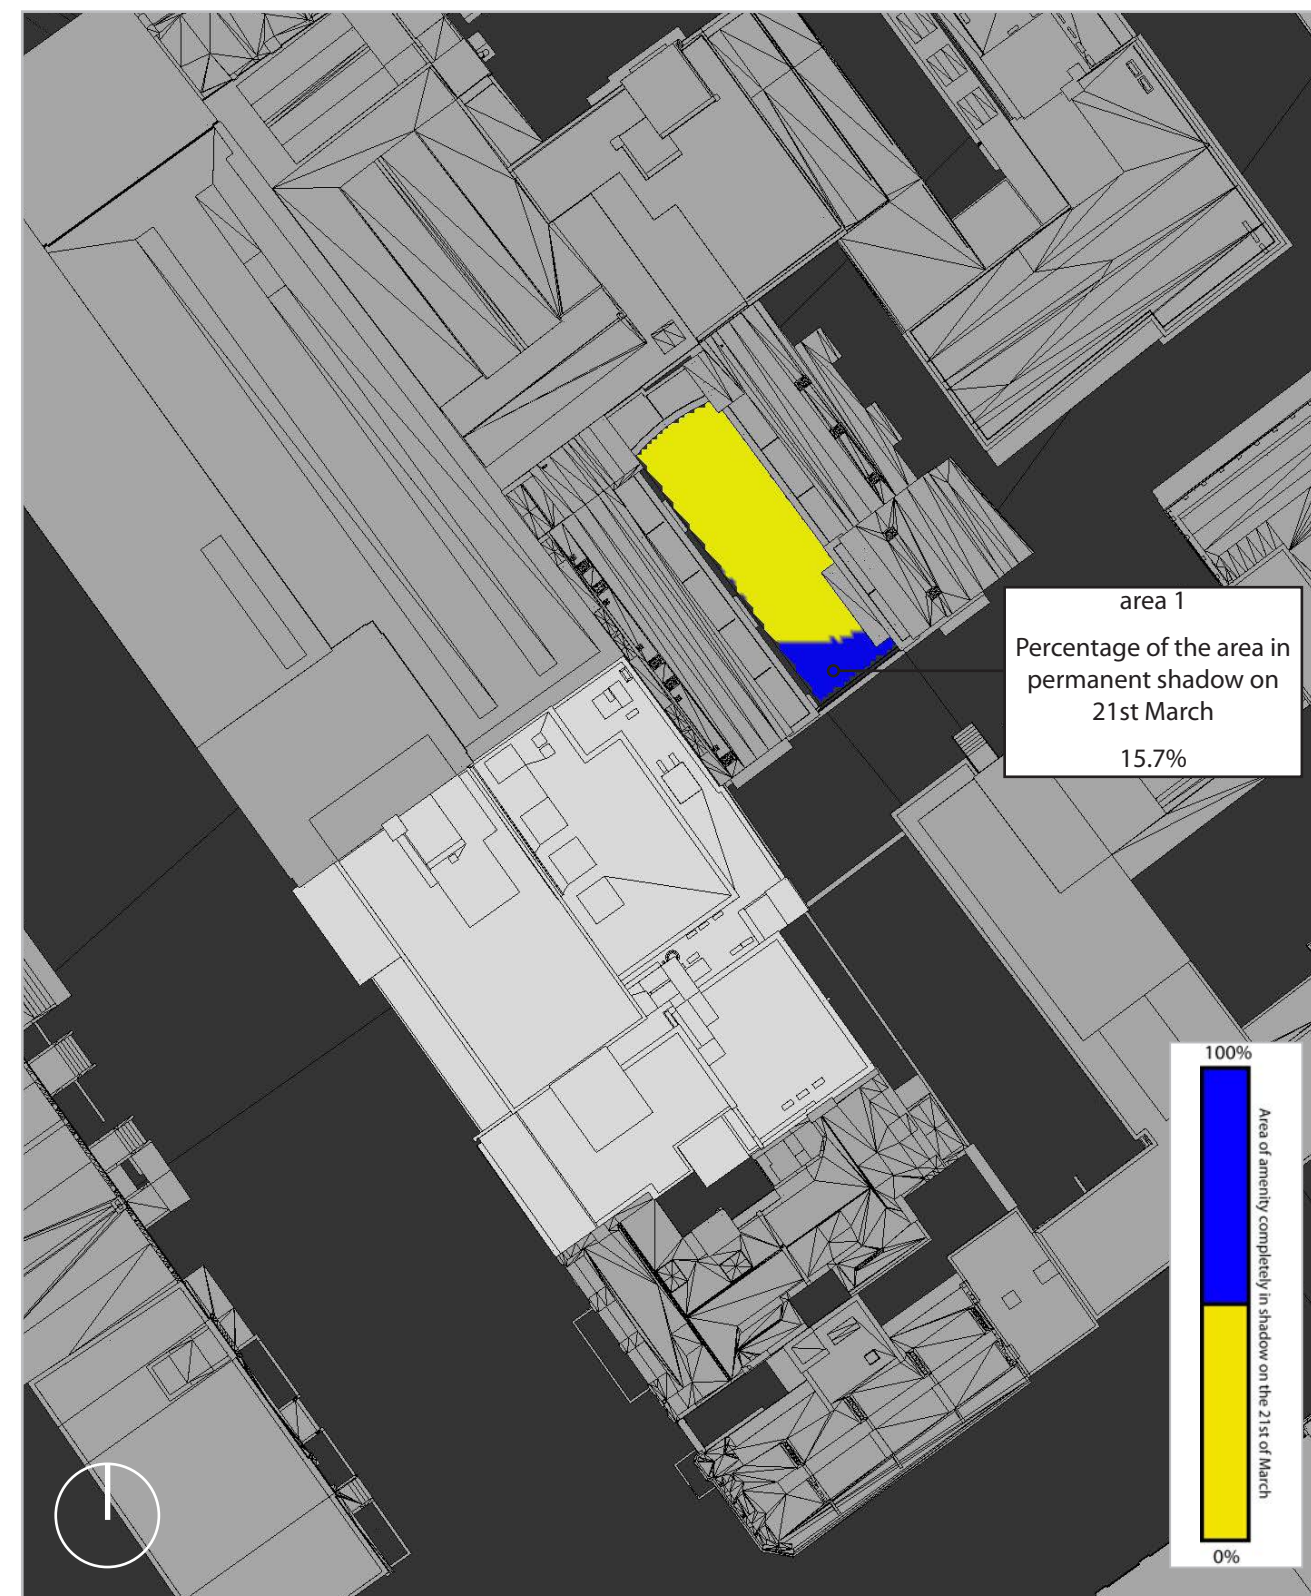 area 1
Percentage of the area in
permanent shadow on
21st March
15.7%
100%
Area of amenity completely in shadow on the 21st of March
0%